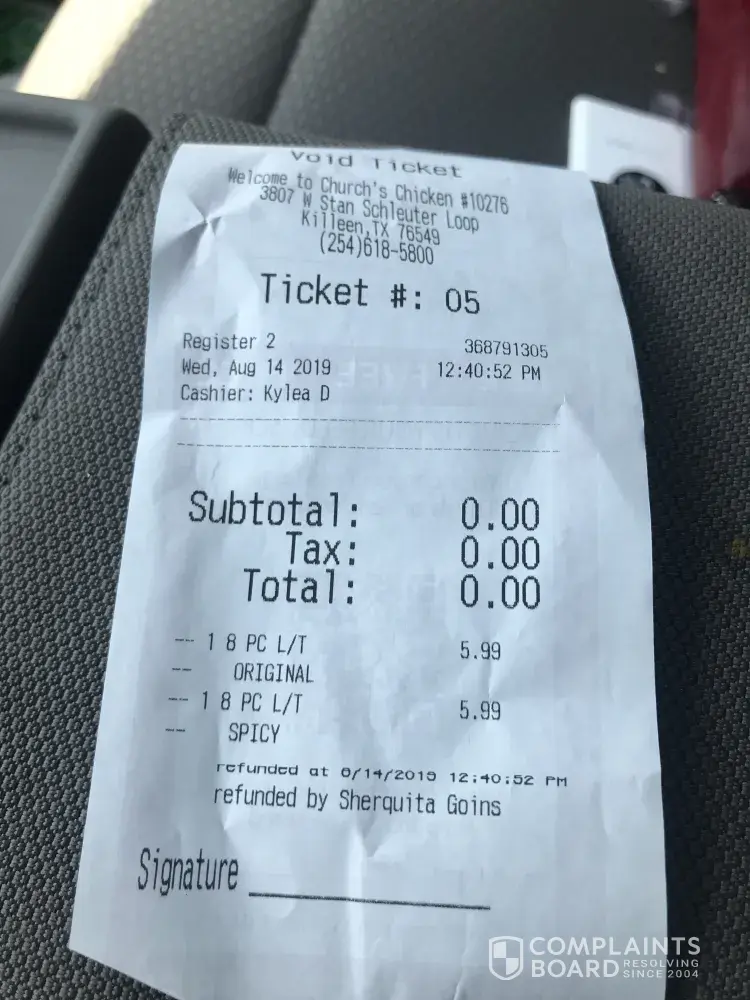 Void Ticket
Welcome to Church's Chicken #10276
3807 W Stan Schleuter Loop
Killeen,TX 76549
(254)618-5800
Ticket #: 05
Register 2 368791305
Wed, Aug 14 2019 12:40:52 PM
Cashier: Kylea D
Subtotal: 0.00
Tax: 0.00
Total: 0.00
-- 1 8 PC L/T 5.99
-- ORIGINAL
-- 1 8 PC L/T 5.99
-- SPICY
refunded at 8/14/2019 12:40:52 PM
refunded by Sherquita Goins
Signature
COMPLAINTS
BOARD RESOLVING
SINCE 2004